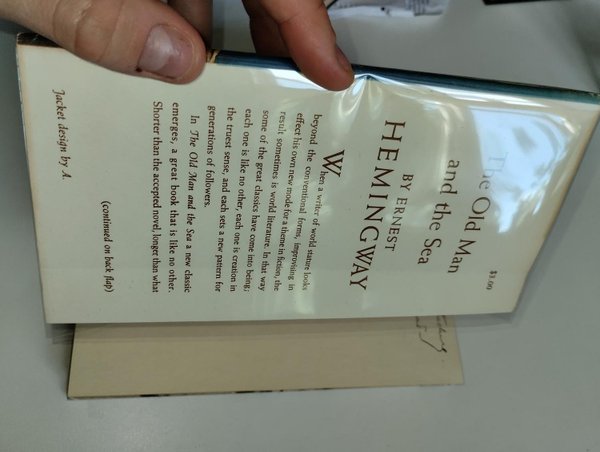 $3.00
The Old Man
and the Sea
BY ERNEST
HEMINGWAY
When a writer of world stature looks
beyond the conventional forms, improvising in
effect his own new mode for a theme in fiction, the
result sometimes is world literature. In that way
some of the great classics have come into being;
each one is like no other, each one is creation in
the truest sense, and each sets a new pattern for
generations of followers.
In The Old Man and the Sea a new classic
emerges, a great book that is like no other.
Shorter than the accepted novel, longer than what
(continued on back flap)
Jacket design by A.